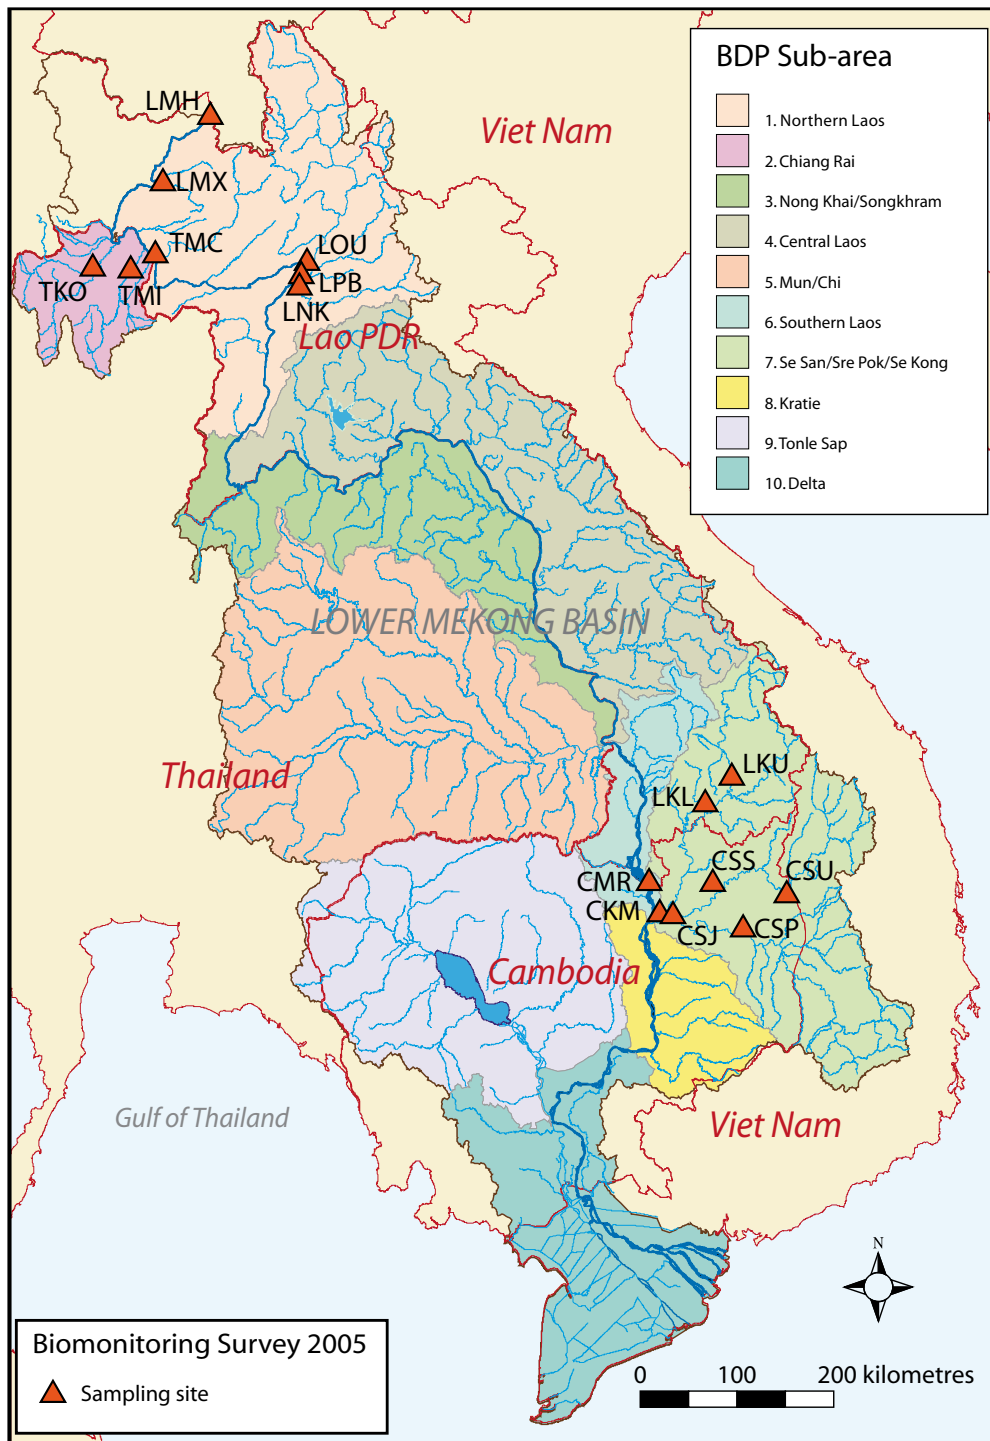 BDP Sub-area
1. Northern Laos
2. Chiang Rai
3. Nong Khai/Songkhram
4. Central Laos
5. Mun/Chi
6. Southern Laos
7. Se San/Sre Pok/Se Kong
8. Kratie
9. Tonle Sap
10. Delta
LMH
Viet Nam
LMX
TMC
LOU
TKO
TMI
LPB
LNK
Lao PDR
LOWER MEKONG BASIN
Thailand
LKU
LKL
CSS
CSU
CMR
CKM
CSJ
CSP
Cambodia
Gulf of Thailand
Viet Nam
N
Biomonitoring Survey 2005
Sampling site
0 100 200 kilometres